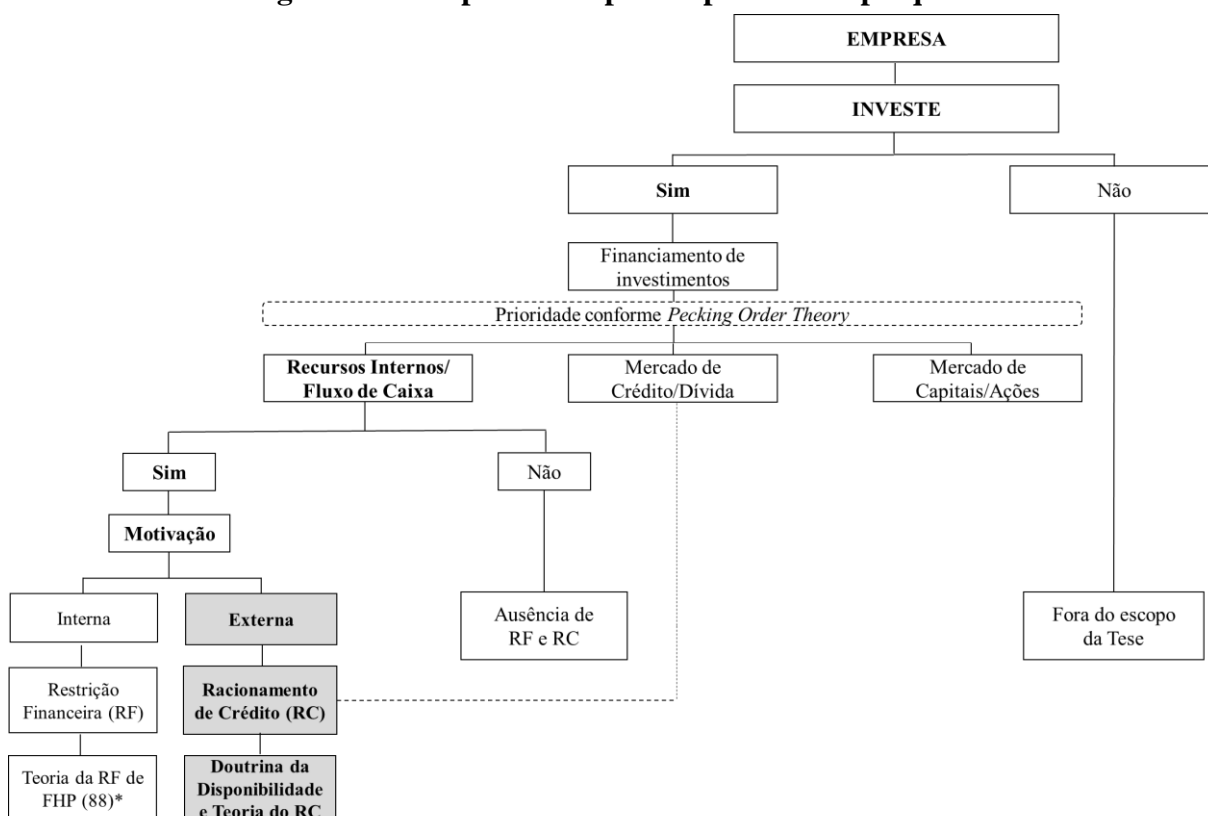 EMPRESA
INVESTE
Sim
Não
Financiamento de
investimentos
Prioridade conforme Pecking Order Theory
Recursos Internos/
Fluxo de Caixa
Mercado de
Crédito/Dívida
Mercado de
Capitais/Ações
Sim
Não
Motivação
Interna
Externa
Ausência de
RF e RC
Fora do escopo
da Tese
Restrição
Financeira (RF)
Racionamento
de Crédito (RC)
Teoria da RF de
FHP (88)*
Doutrina da
Disponibilidade
e Teoria do RC